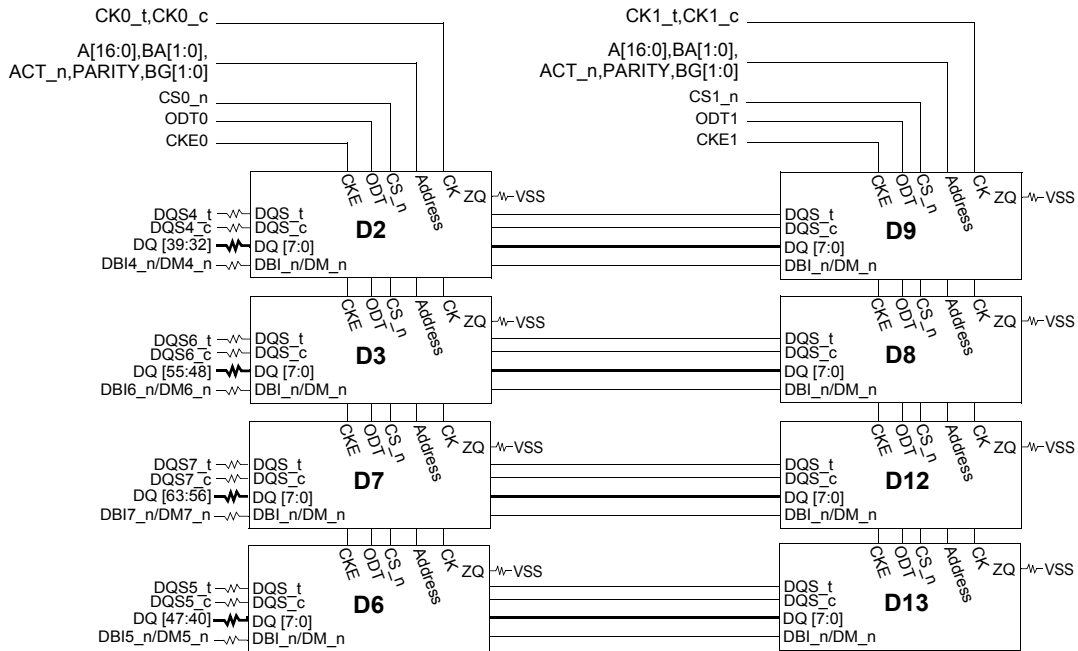 CK0_t,CK0_c
A[16:0],BA[1:0],
ACT_n,PARITY,BG[1:0]
CS0_n
ODT0
CKE0
CK1_t,CK1_c
A[16:0],BA[1:0],
ACT_n,PARITY,BG[1:0]
CS1_n
ODT1
CKE1
CKE ODT CS_n Address CK ZQ VSS
DQS4_t DQS_t
DQS4_c DQS_c
DQ [39:32] DQ [7:0]
DBI4_n/DM4_n DBI_n/DM_n
D2
CKE ODT CS_n Address CK ZQ VSS
DQS_t
DQS_c
DQ [7:0]
DBI_n/DM_n
D9
CKE ODT CS_n Address CK ZQ VSS
DQS6_t DQS_t
DQS6_c DQS_c
DQ [55:48] DQ [7:0]
DBI6_n/DM6_n DBI_n/DM_n
D3
CKE ODT CS_n Address CK ZQ VSS
DQS_t
DQS_c
DQ [7:0]
DBI_n/DM_n
D8
CKE ODT CS_n Address CK ZQ VSS
DQS7_t DQS_t
DQS7_c DQS_c
DQ [63:56] DQ [7:0]
DBI7_n/DM7_n DBI_n/DM_n
D7
CKE ODT CS_n Address CK ZQ VSS
DQS_t
DQS_c
DQ [7:0]
DBI_n/DM_n
D12
CKE ODT CS_n Address CK ZQ VSS
DQS5_t DQS_t
DQS5_c DQS_c
DQ [47:40] DQ [7:0]
DBI5_n/DM5_n DBI_n/DM_n
D6
CKE ODT CS_n Address CK ZQ VSS
DQS_t
DQS_c
DQ [7:0]
DBI_n/DM_n
D13